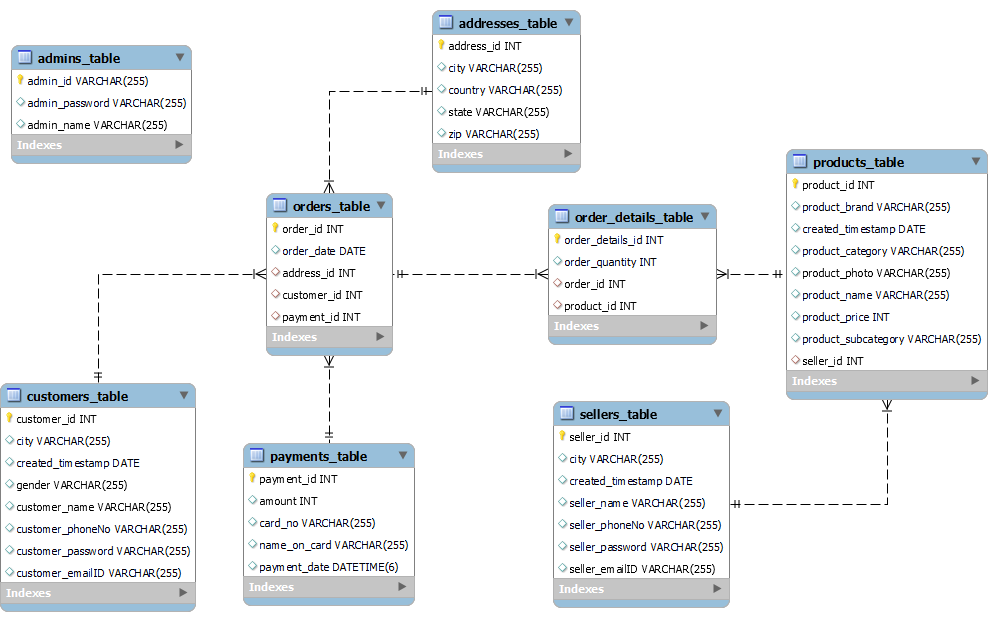 addresses_table
address_id INT
city VARCHAR(255)
country VARCHAR(255)
state VARCHAR(255)
zip VARCHAR(255)
Indexes
admins_table
admin_id VARCHAR(255)
admin_password VARCHAR(255)
admin_name VARCHAR(255)
Indexes
products_table
product_id INT
product_brand VARCHAR(255)
created_timestamp DATE
product_category VARCHAR(255)
product_photo VARCHAR(255)
product_name VARCHAR(255)
product_price INT
product_subcategory VARCHAR(255)
seller_id INT
Indexes
orders_table
order_id INT
order_date DATE
address_id INT
customer_id INT
payment_id INT
Indexes
order_details_table
order_details_id INT
order_quantity INT
order_id INT
product_id INT
Indexes
customers_table
customer_id INT
city VARCHAR(255)
created_timestamp DATE
gender VARCHAR(255)
customer_name VARCHAR(255)
customer_phoneNo VARCHAR(255)
customer_password VARCHAR(255)
customer_emailID VARCHAR(255)
Indexes
payments_table
payment_id INT
amount INT
card_no VARCHAR(255)
name_on_card VARCHAR(255)
payment_date DATETIME(6)
Indexes
sellers_table
seller_id INT
city VARCHAR(255)
created_timestamp DATE
seller_name VARCHAR(255)
seller_phoneNo VARCHAR(255)
seller_password VARCHAR(255)
seller_emailID VARCHAR(255)
Indexes